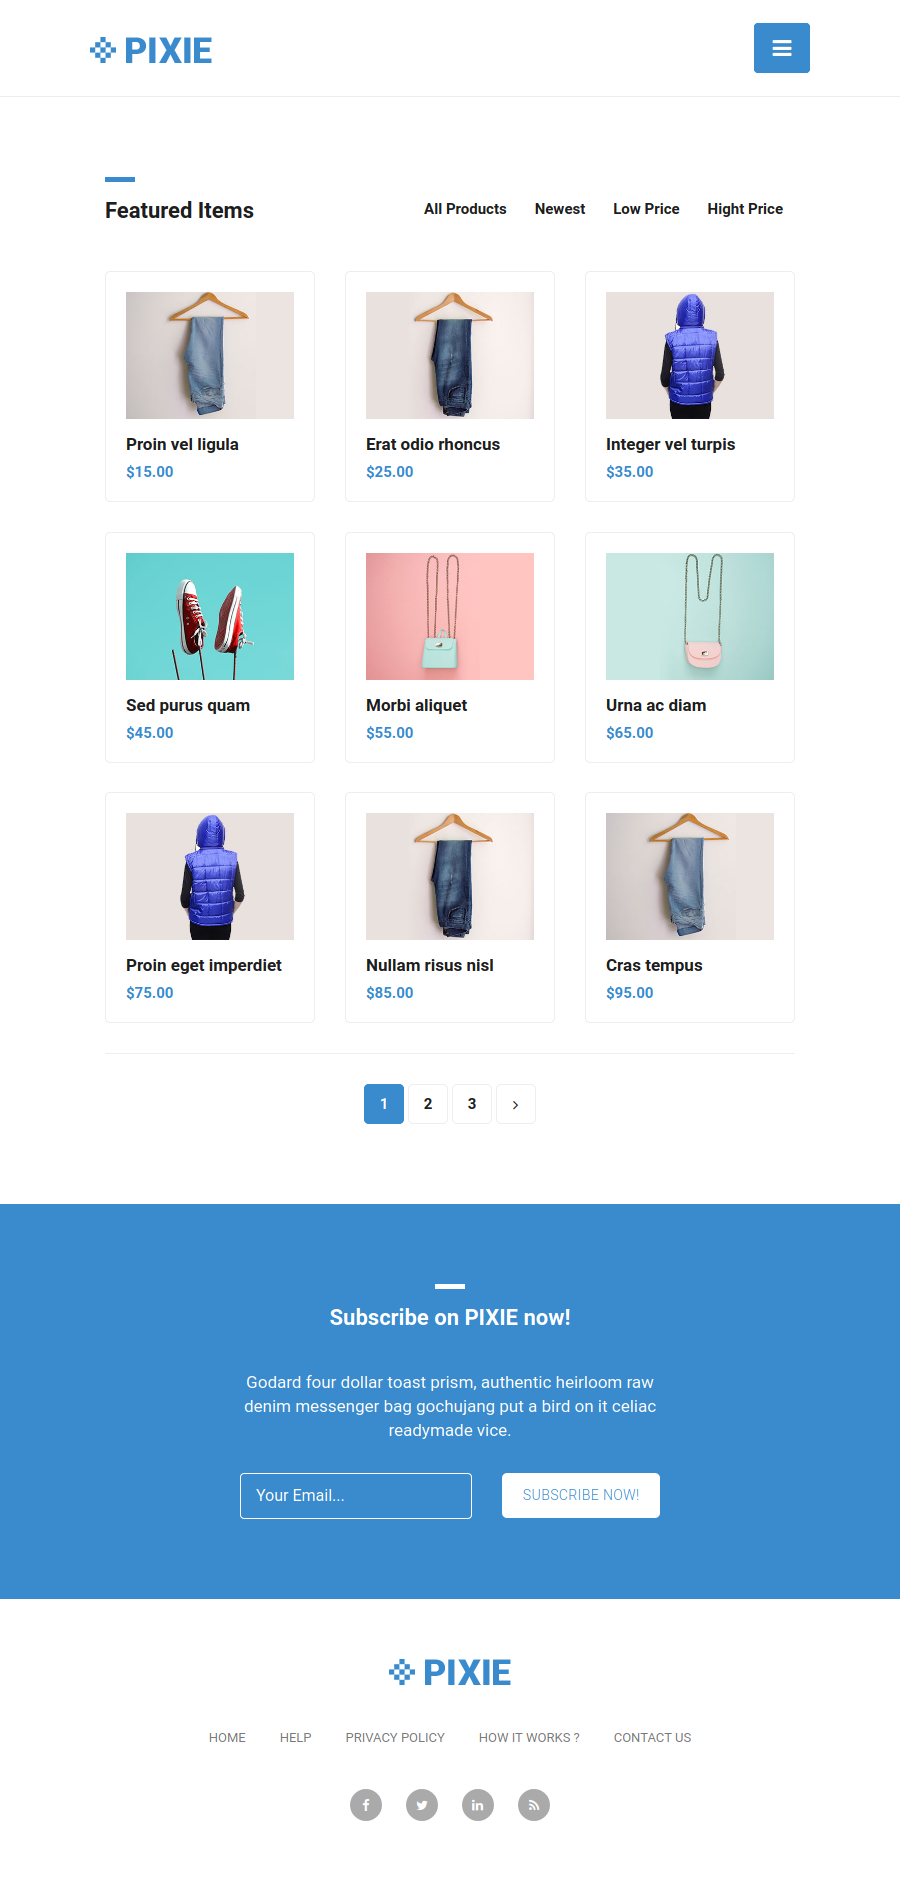 PIXIE
Featured Items
All Products
Newest
Low Price
Hight Price
Proin vel ligula
$15.00
Erat odio rhoncus
$25.00
Integer vel turpis
$35.00
Sed purus quam
$45.00
Morbi aliquet
$55.00
Urna ac diam
$65.00
Proin eget imperdiet
$75.00
Nullam risus nisl
$85.00
Cras tempus
$95.00
1 2 3 ›
Subscribe on PIXIE now!
Godard four dollar toast prism, authentic heirloom raw
denim messenger bag gochujang put a bird on it celiac
readymade vice.
Your Email...
SUBSCRIBE NOW!
PIXIE
HOME
HELP
PRIVACY POLICY
HOW IT WORKS ?
CONTACT US